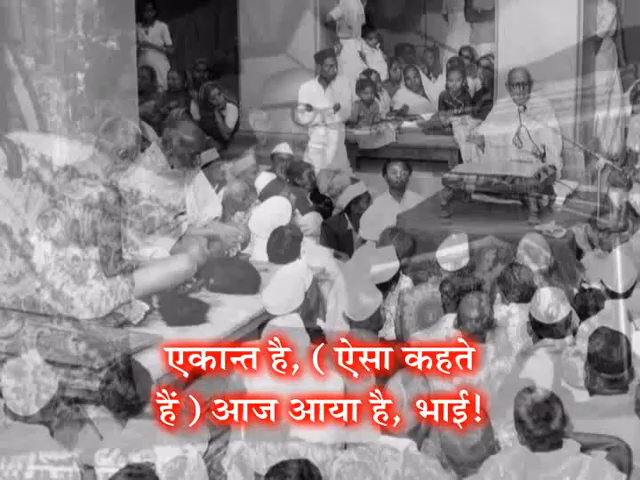 एकान्त है, ( ऐसा कहते
हैं ) आज आया है, भाई!